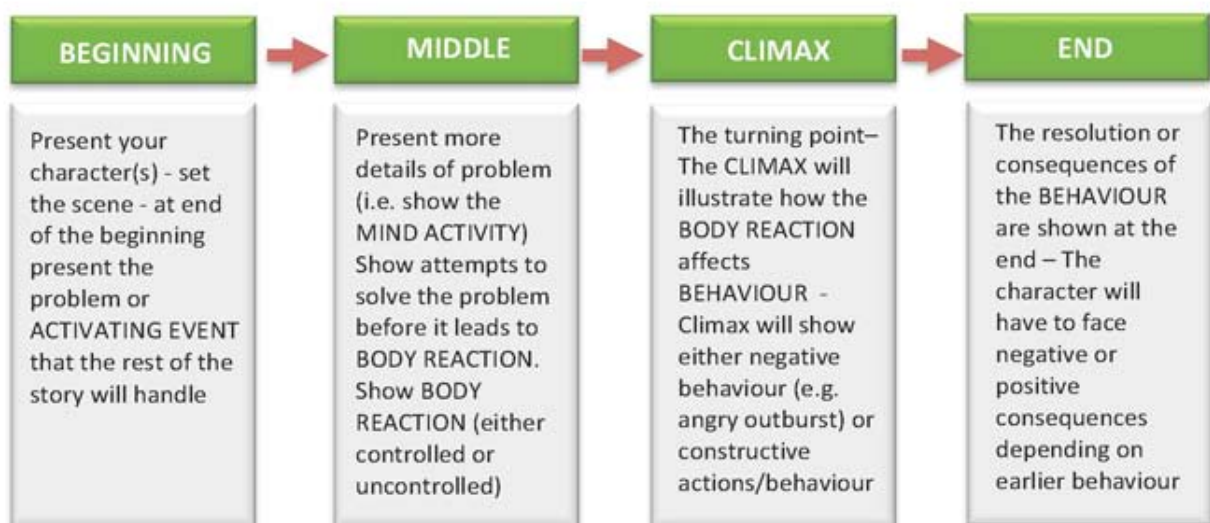 BEGINNING
Present your
character(s) - set
the scene - at end
of the beginning
present the
problem or
ACTIVATING EVENT
that the rest of the
story will handle
MIDDLE
Present more
details of problem
(i.e. show the
MIND ACTIVITY)
Show attempts to
solve the problem
before it leads to
BODY REACTION.
Show BODY
REACTION (either
controlled or
uncontrolled)
CLIMAX
The turning point–
The CLIMAX will
illustrate how the
BODY REACTION
affects
BEHAVIOUR -
Climax will show
either negative
behaviour (e.g.
angry outburst) or
constructive
actions/behaviour
END
The resolution or
consequences of
the BEHAVIOUR
are shown at the
end – The
character will
have to face
negative or
positive
consequences
depending on
earlier behaviour